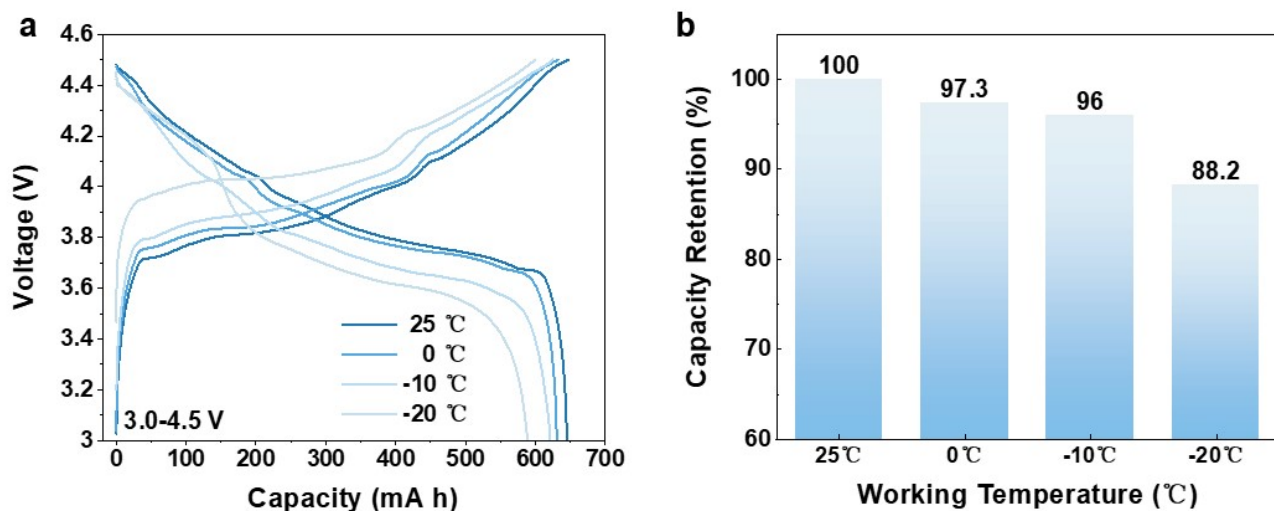 a
4.6
4.4
4.2
4
3.8
3.6
3.4
3.2
3
Voltage (V)
25 ℃
0 ℃
-10 ℃
-20 ℃
3.0-4.5 V
0 100 200 300 400 500 600 700
Capacity (mA h)
b
100
90
80
70
60
Capacity Retention (%)
100
97.3
96
88.2
25℃ 0℃ -10℃ -20℃
Working Temperature (℃)